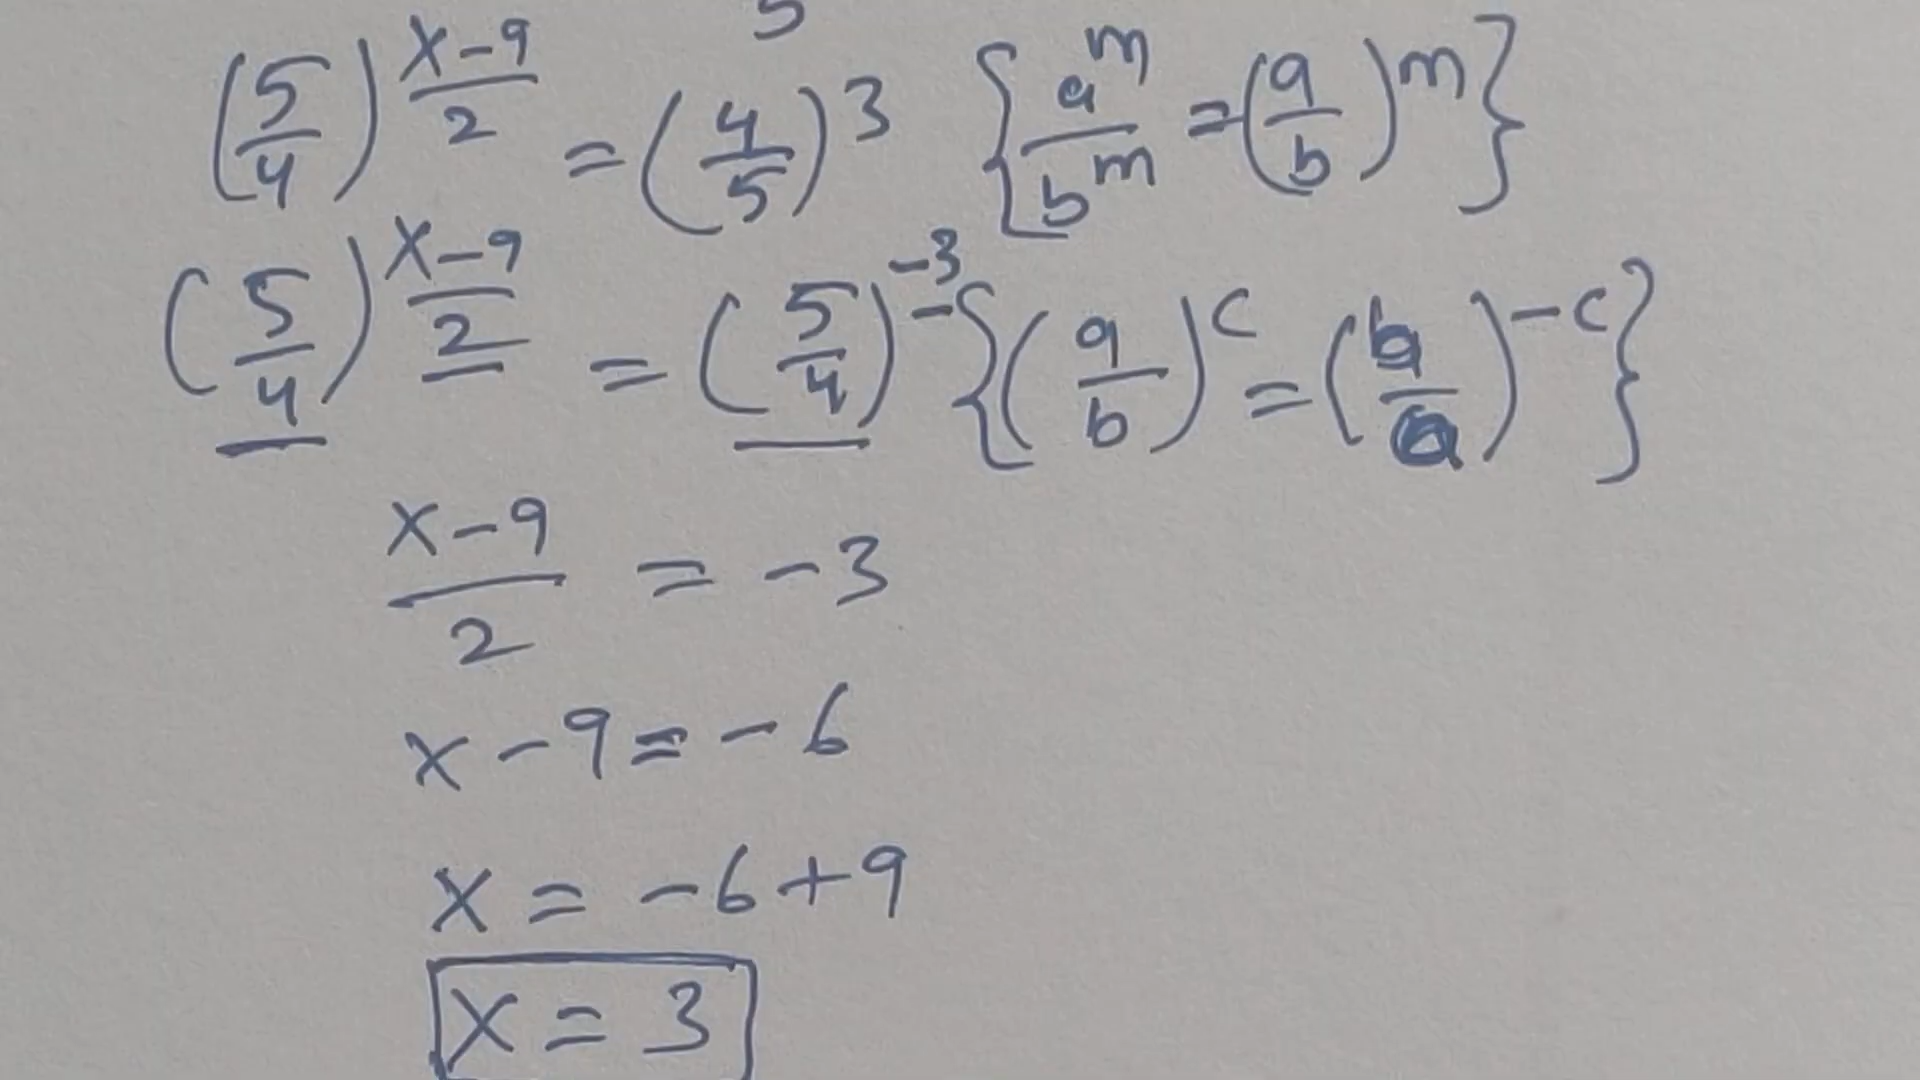 5
(5/4)^((x-9)/2) = (4/5)^3 {a^m/b^m = (a/b)^m}
(5/4)^((x-9)/2) = (5/4)^-3 {(a/b)^c = (b/a)^-c}
(x-9)/2 = -3
x-9 = -6
x = -6+9
x = 3